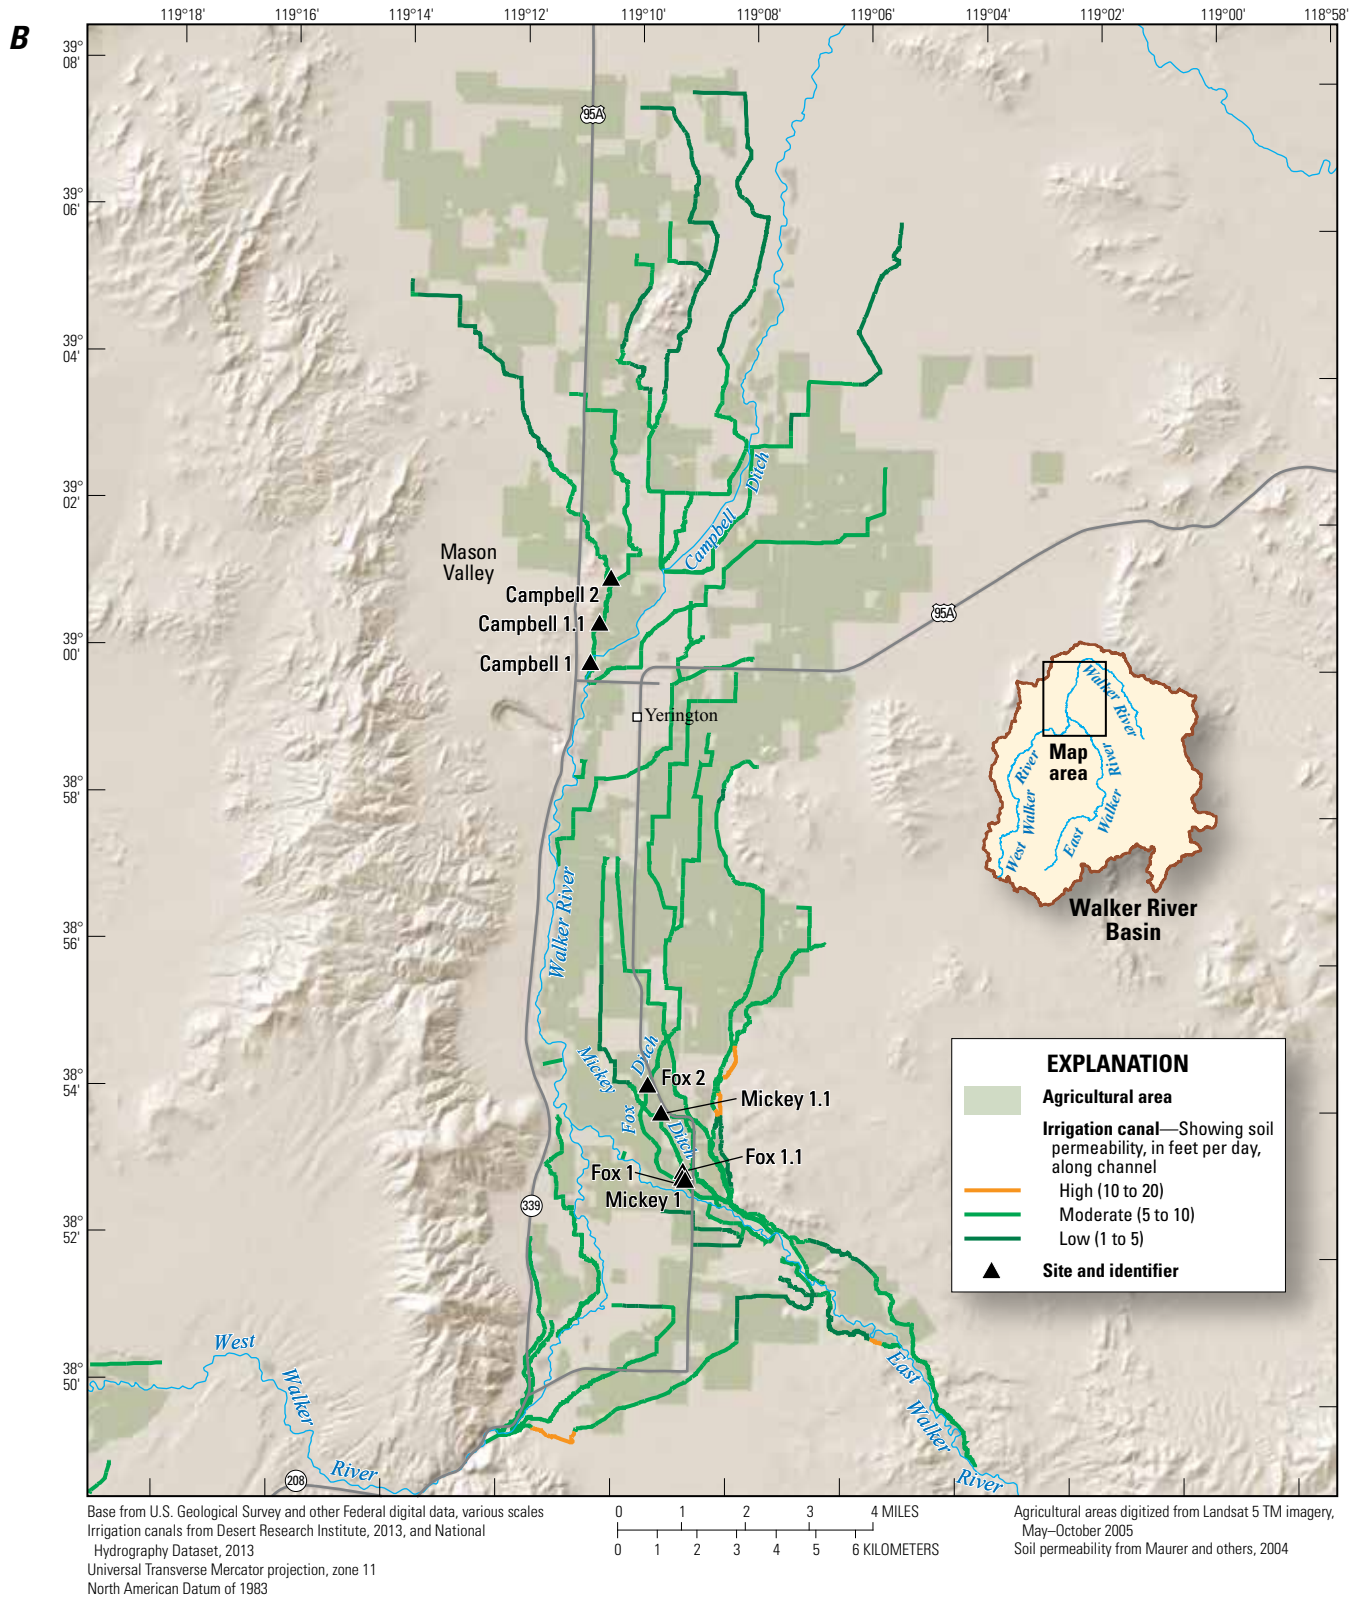 B
119°18'
119°16'
119°14'
119°12'
119°10'
119°08'
119°06'
119°04'
119°02'
119°00'
118°58'
39°
08'
39°
06'
39°
04'
39°
02'
39°
00'
38°
58'
38°
56'
38°
54'
38°
52'
38°
50'
95A
Campbell Ditch
Mason
Valley
Campbell 2
Campbell 1.1
Campbell 1
95A
Yerington
Walker River
Mickey
Ditch
Fox
Ditch
Fox 2
Mickey 1.1
Fox 1.1
Fox 1
Mickey 1
339
West
Walker
River
208
East
Walker
River
Walker River
Map
area
West Walker River
East Walker River
Walker River
Basin
EXPLANATION
Agricultural area
Irrigation canal—Showing soil
permeability, in feet per day,
along channel
High (10 to 20)
Moderate (5 to 10)
Low (1 to 5)
Site and identifier
Base from U.S. Geological Survey and other Federal digital data, various scales
Irrigation canals from Desert Research Institute, 2013, and National
Hydrography Dataset, 2013
Universal Transverse Mercator projection, zone 11
North American Datum of 1983
0 1 2 3 4 MILES
0 1 2 3 4 5 6 KILOMETERS
Agricultural areas digitized from Landsat 5 TM imagery,
May–October 2005
Soil permeability from Maurer and others, 2004